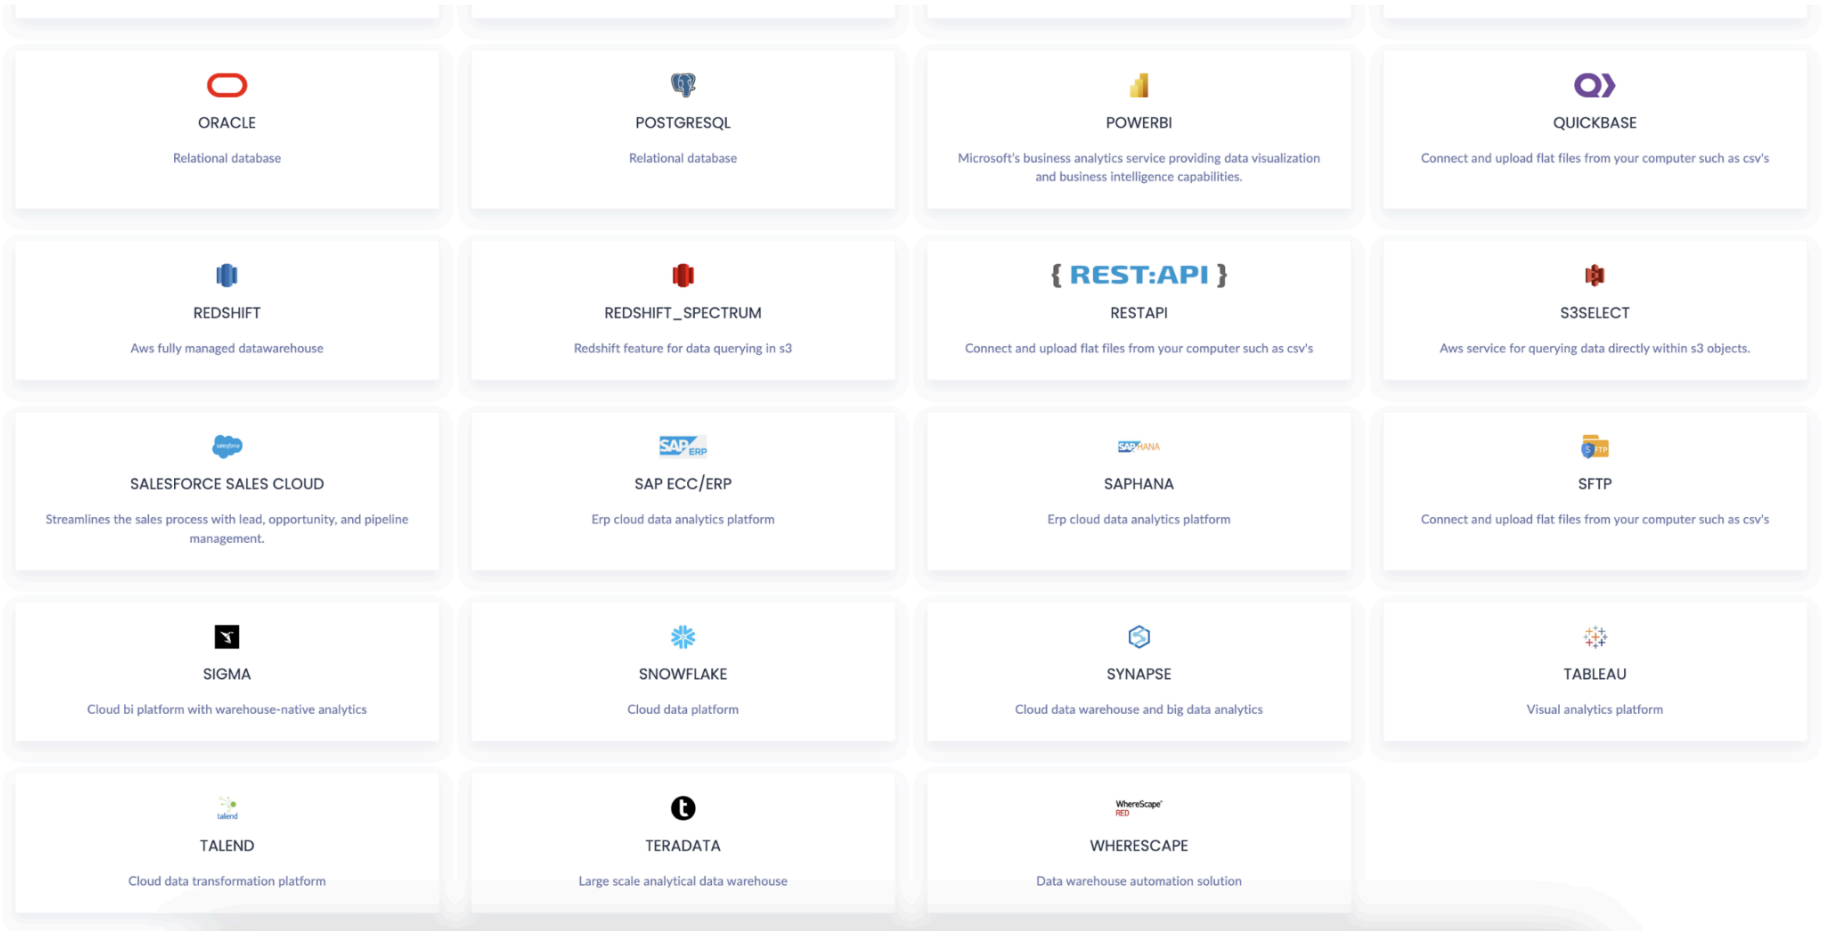 ORACLE
Relational database
POSTGRESQL
Relational database
POWERBI
Microsoft's business analytics service providing data visualization
and business intelligence capabilities.
QUICKBASE
Connect and upload flat files from your computer such as csv's
REDSHIFT
Aws fully managed datawarehouse
REDSHIFT_SPECTRUM
Redshift feature for data querying in s3
{ REST:API }
RESTAPI
Connect and upload flat files from your computer such as csv's
S3SELECT
Aws service for querying data directly within s3 objects.
salesforce
SALESFORCE SALES CLOUD
Streamlines the sales process with lead, opportunity, and pipeline
management.
SAP ERP
SAP ECC/ERP
Erp cloud data analytics platform
SAP HANA
SAPHANA
Erp cloud data analytics platform
S FTP
SFTP
Connect and upload flat files from your computer such as csv's
SIGMA
Cloud bi platform with warehouse-native analytics
SNOWFLAKE
Cloud data platform
SYNAPSE
Cloud data warehouse and big data analytics
TABLEAU
Visual analytics platform
talend
TALEND
Cloud data transformation platform
t
TERADATA
Large scale analytical data warehouse
WhereScape
RED
WHERESCAPE
Data warehouse automation solution